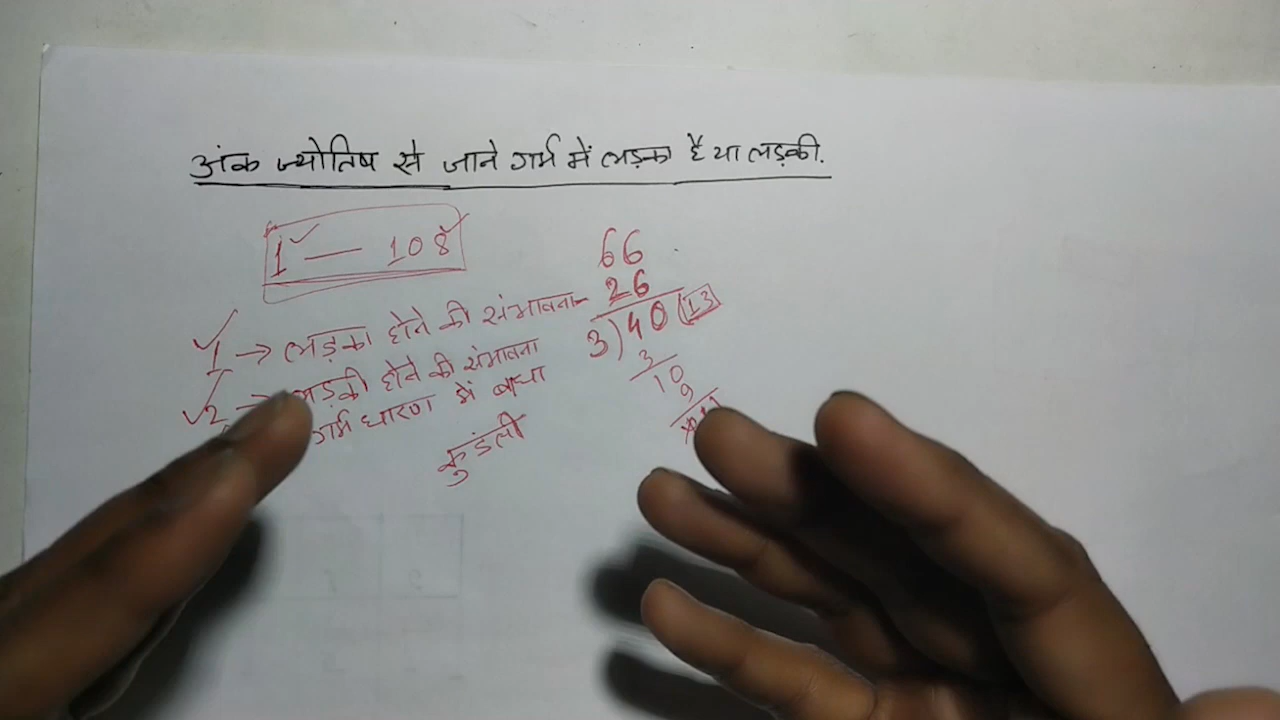 अंक ज्योतिष से जाने गर्भ में लड़का है या लड़की.
1 — 108
66
26
3) 40 (13
3
10
9
1 → लड़का होने की संभावना-
2 → लड़की होने की संभावना
गर्भ धारण में बाधा
कुडंली